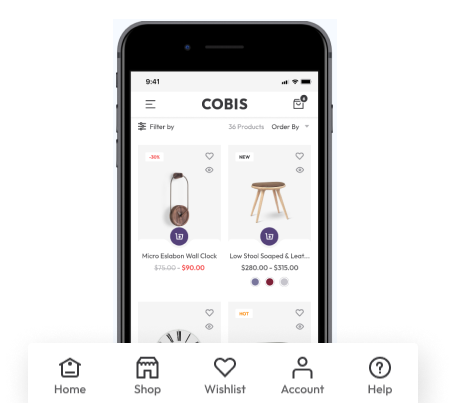 9:41
COBIS
Filter by 36 Products Order By
-30% NEW
Micro Eslabon Wall Clock Low Stool Soaped & Leat...
$75.00 - $90.00 $280.00 - $315.00
HOT
Home Shop Wishlist Account Help